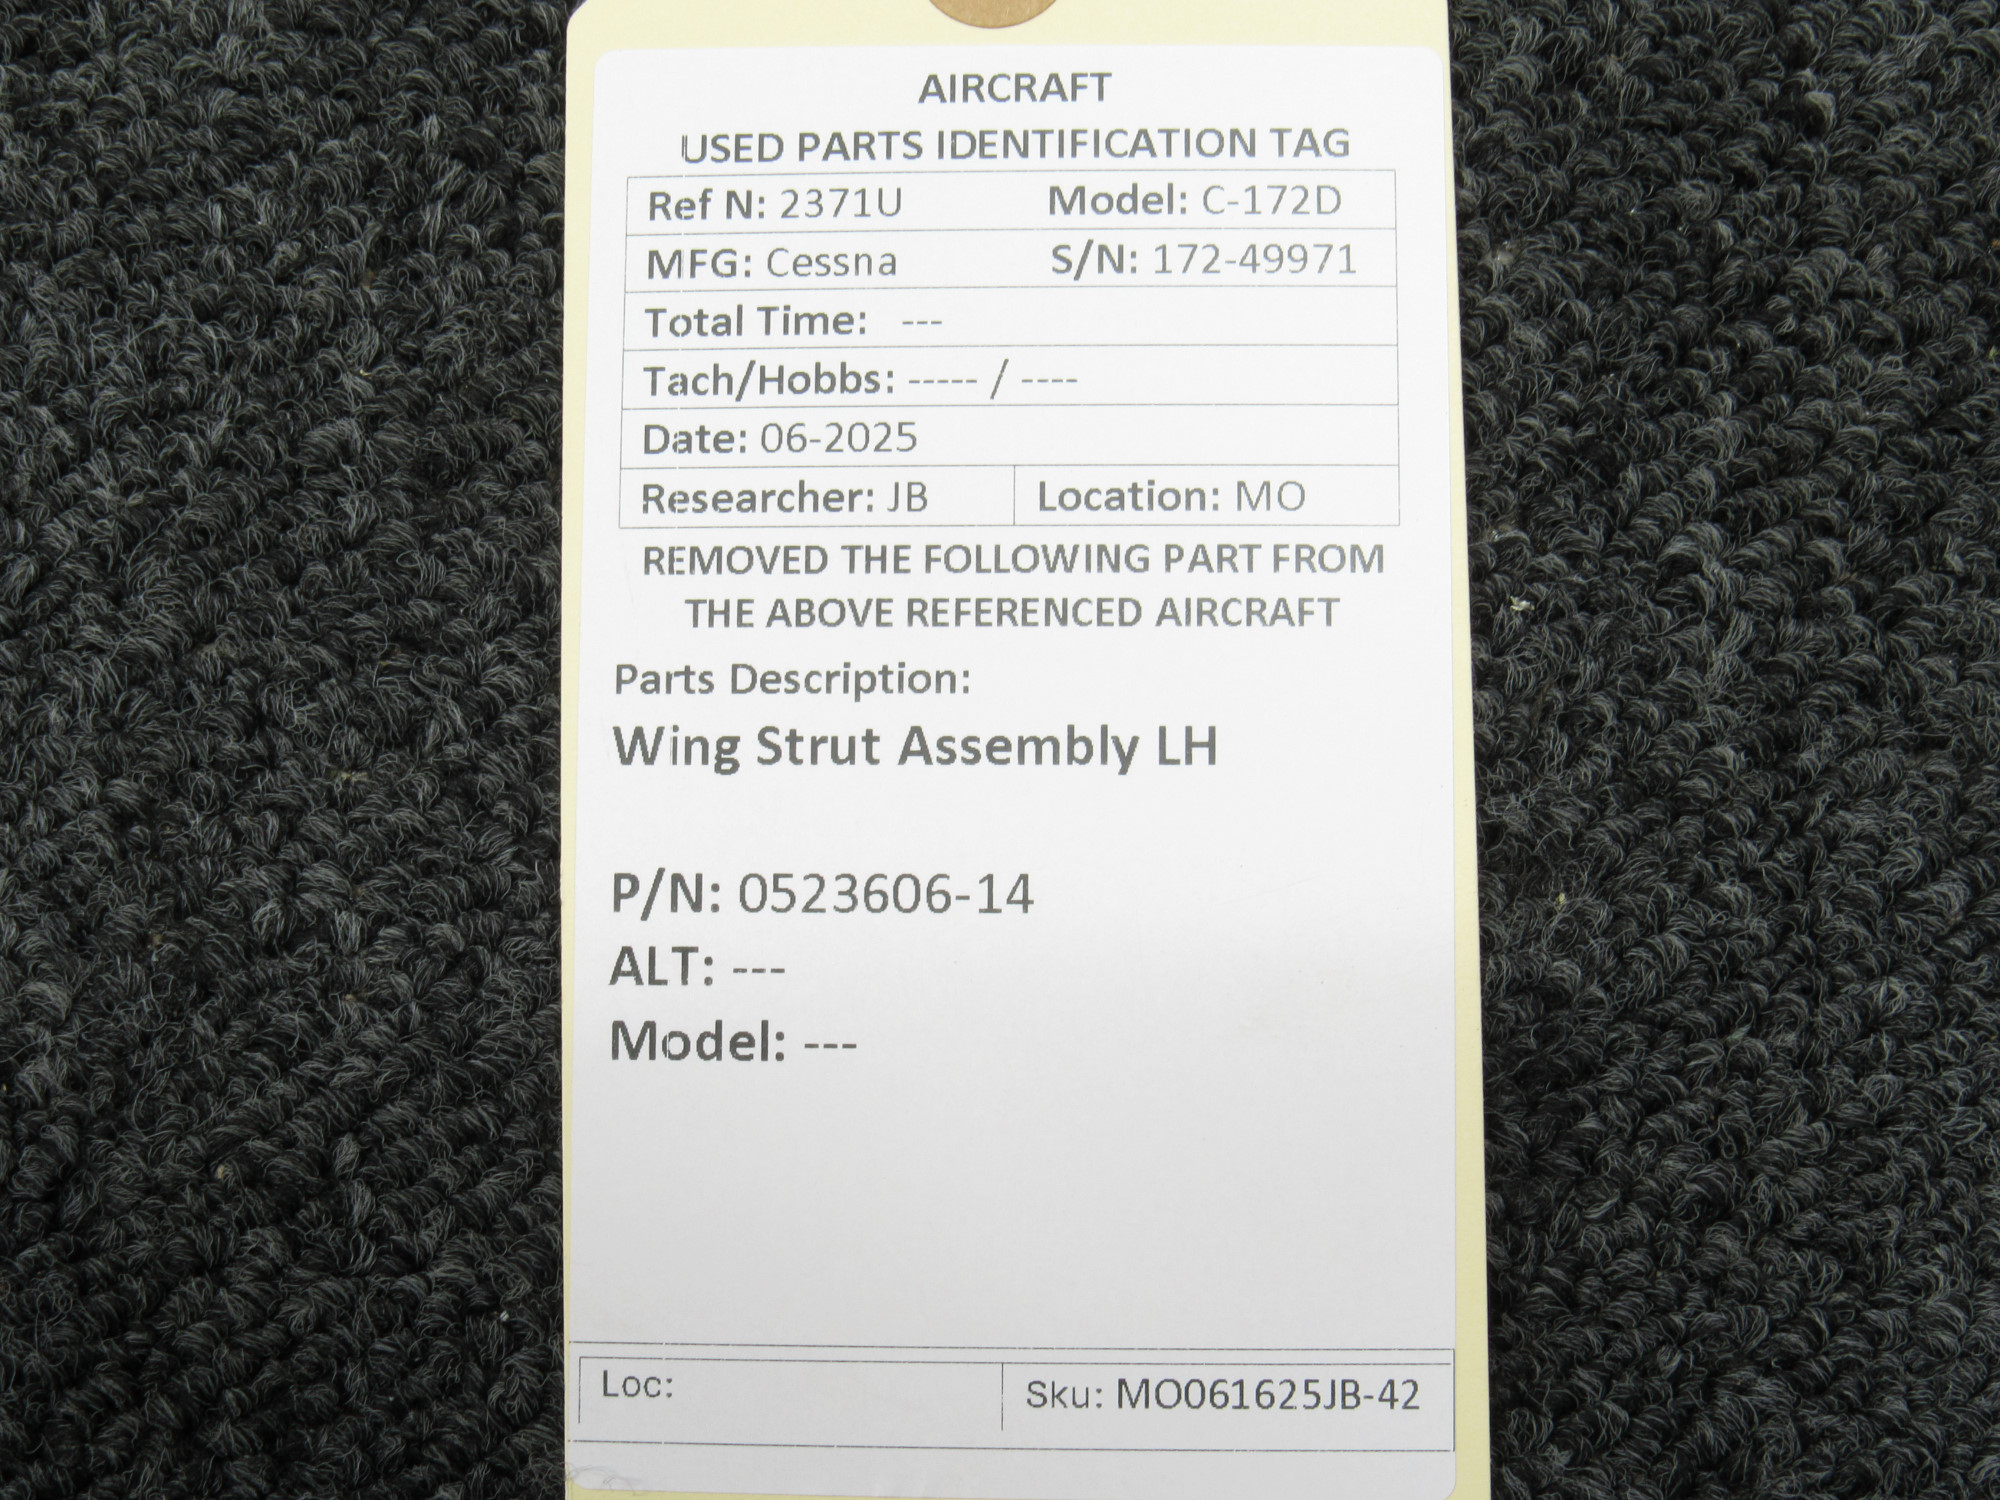 AIRCRAFT
USED PARTS IDENTIFICATION TAG
Ref N: 2371U Model: C-172D
MFG: Cessna S/N: 172-49971
Total Time: ---
Tach/Hobbs: ----- / ----
Date: 06-2025
Researcher: JB Location: MO
REMOVED THE FOLLOWING PART FROM
THE ABOVE REFERENCED AIRCRAFT
Parts Description:
Wing Strut Assembly LH
P/N: 0523606-14
ALT: ---
Model: ---
Loc: Sku: MO061625JB-42